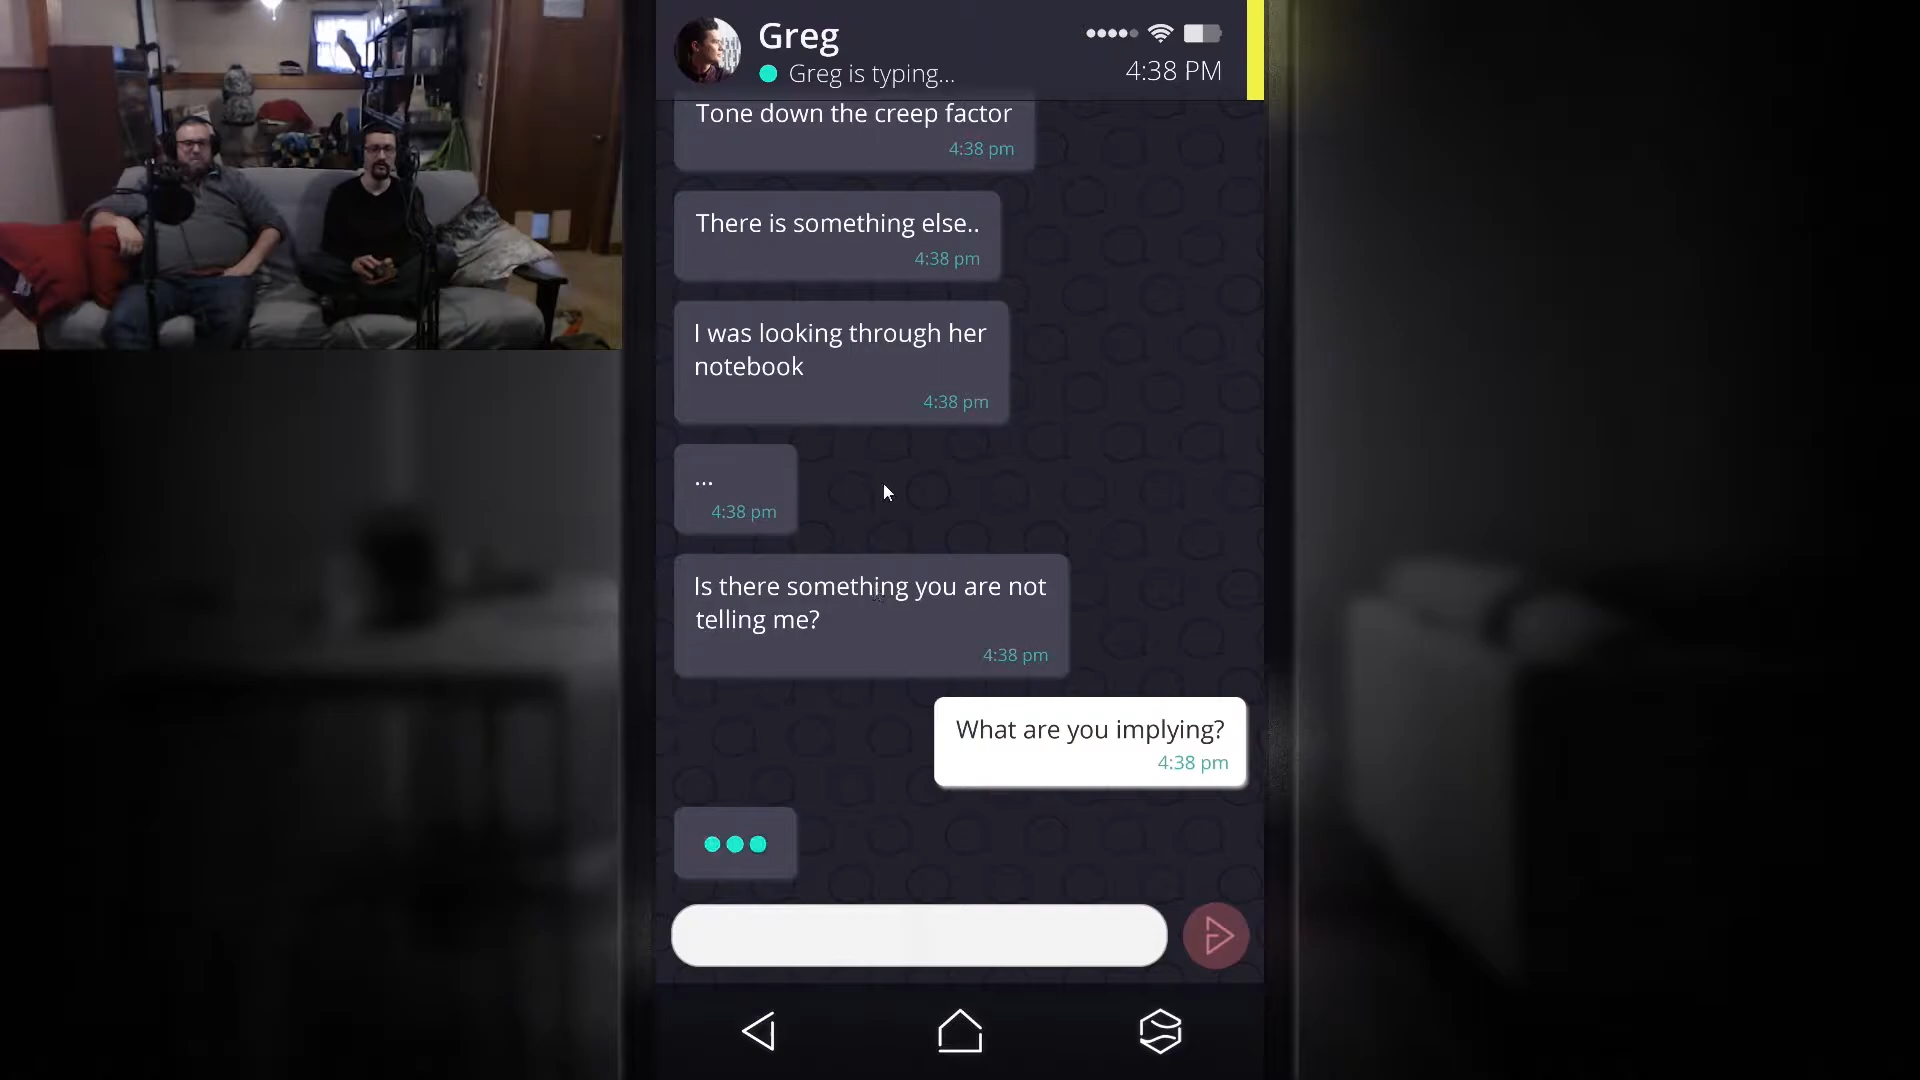 Greg
Greg is typing...
4:38 PM
Tone down the creep factor
4:38 pm
There is something else..
4:38 pm
I was looking through her
notebook
4:38 pm
...
4:38 pm
Is there something you are not
telling me?
4:38 pm
What are you implying?
4:38 pm